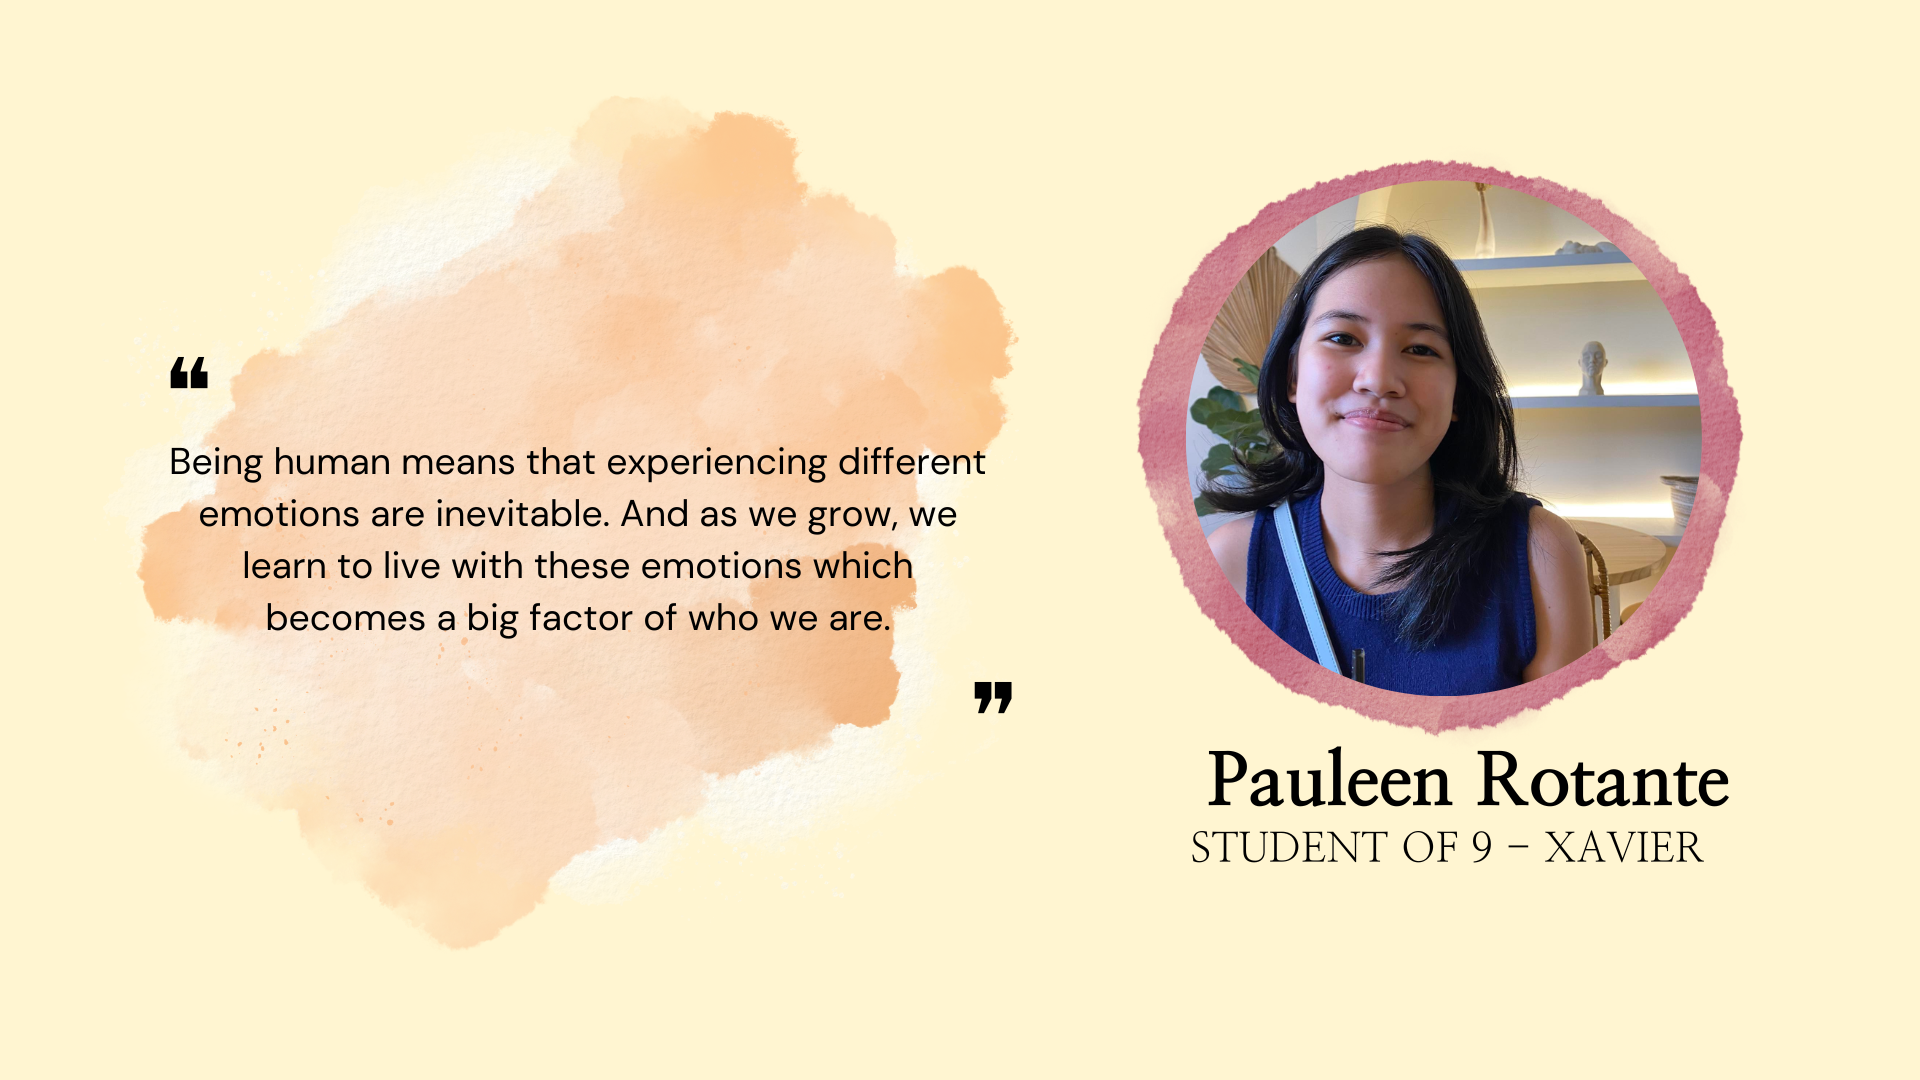 ❝
Being human means that experiencing different
emotions are inevitable. And as we grow, we
learn to live with these emotions which
becomes a big factor of who we are.
❞
Pauleen Rotante
STUDENT OF 9 – XAVIER